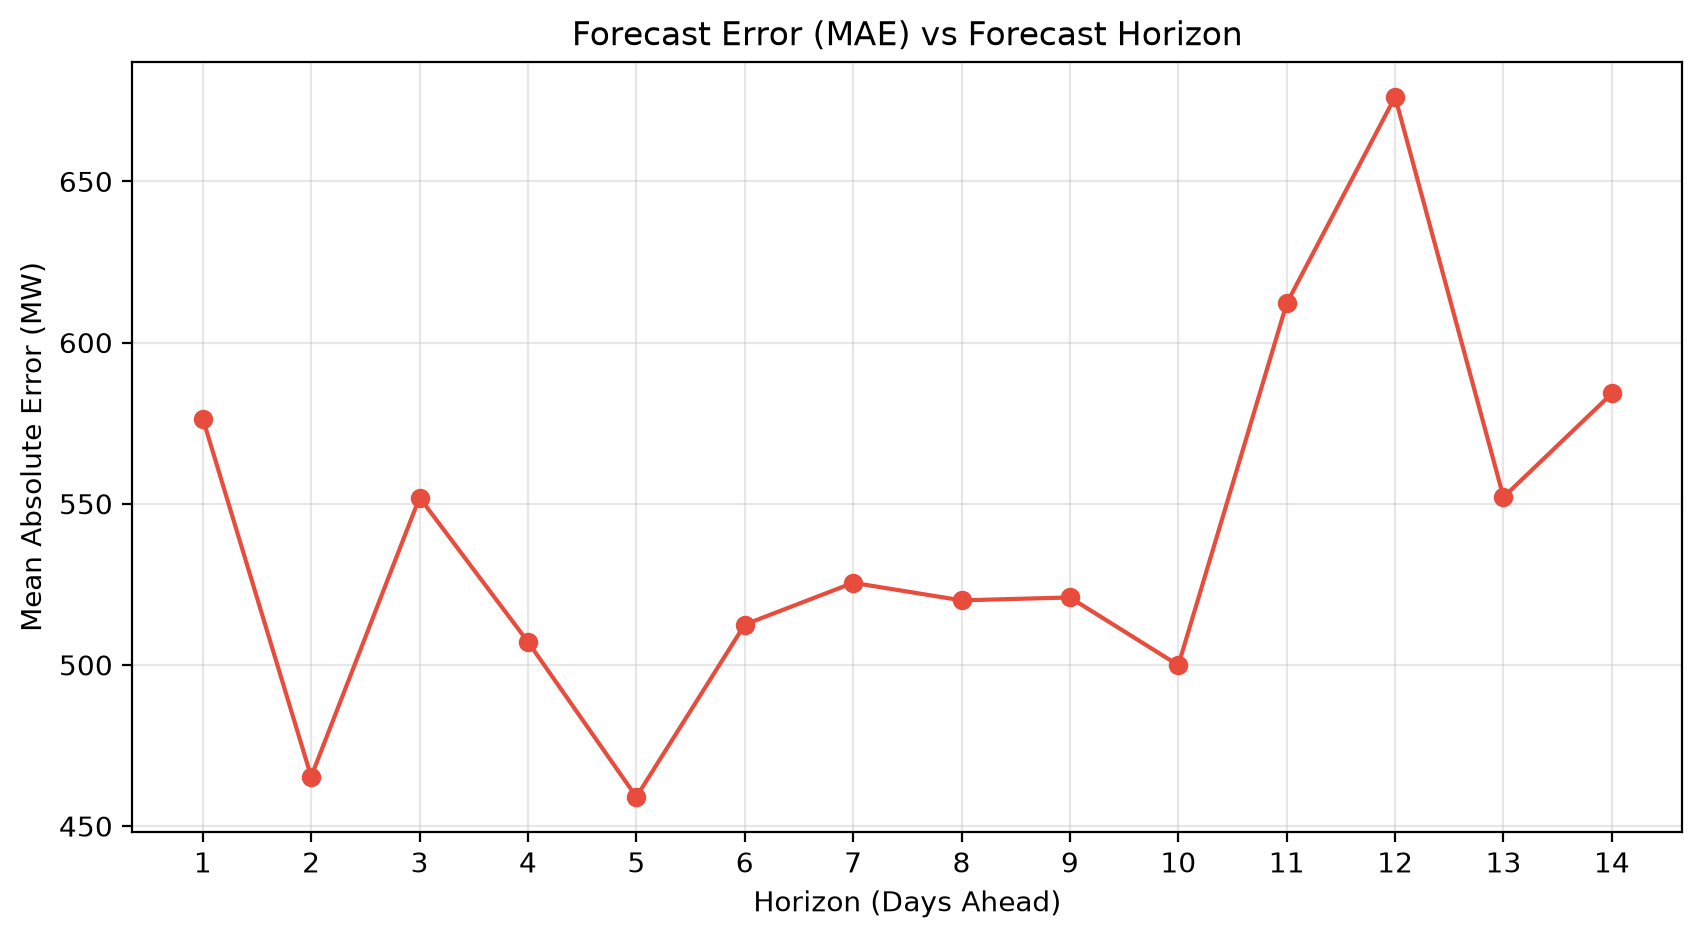 Forecast Error (MAE) vs Forecast Horizon
Mean Absolute Error (MW)
650
600
550
500
450
1 2 3 4 5 6 7 8 9 10 11 12 13 14
Horizon (Days Ahead)